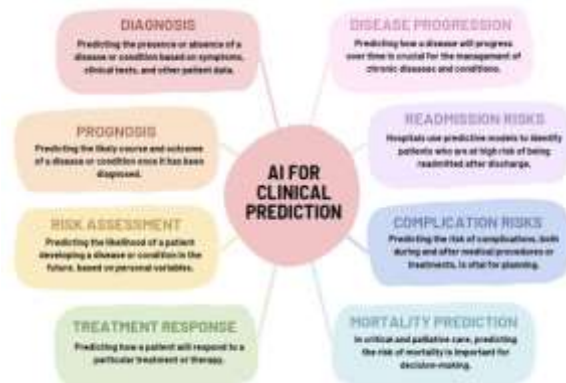 DIAGNOSIS
Predicting the presence or absence of a
disease or condition based on symptoms,
clinical tests, and other patient data.
PROGNOSIS
Predicting the likely course and outcome
of a disease or condition once it has been
diagnosed.
RISK ASSESSMENT
Predicting the likelihood of a patient
developing a disease or condition in the
future, based on personal variables.
TREATMENT RESPONSE
Predicting how a patient will respond to a
particular treatment or therapy.
AI FOR
CLINICAL
PREDICTION
DISEASE PROGRESSION
Predicting how a disease will progress
over time is crucial for the management of
chronic diseases and conditions.
READMISSION RISKS
Hospitals use predictive models to identify
patients who are at high risk of being
readmitted after discharge.
COMPLICATION RISKS
Predicting the risk of complications, both
during and after medical procedures or
treatments, is vital for planning.
MORTALITY PREDICTION
In critical and palliative care, predicting
the risk of mortality is important for
decision-making.